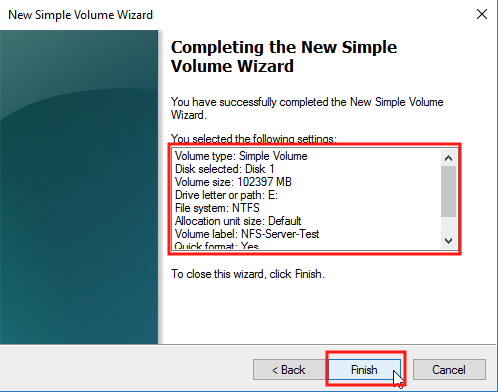 New Simple Volume Wizard
Completing the New Simple
Volume Wizard
You have successfully completed the New Simple Volume
Wizard.
You selected the following settings:
Volume type: Simple Volume
Disk selected: Disk 1
Volume size: 102397 MB
Drive letter or path: E:
File system: NTFS
Allocation unit size: Default
Volume label: NFS-Server-Test
Quick format: Yes
To close this wizard, click Finish.
< Back
Finish
Cancel